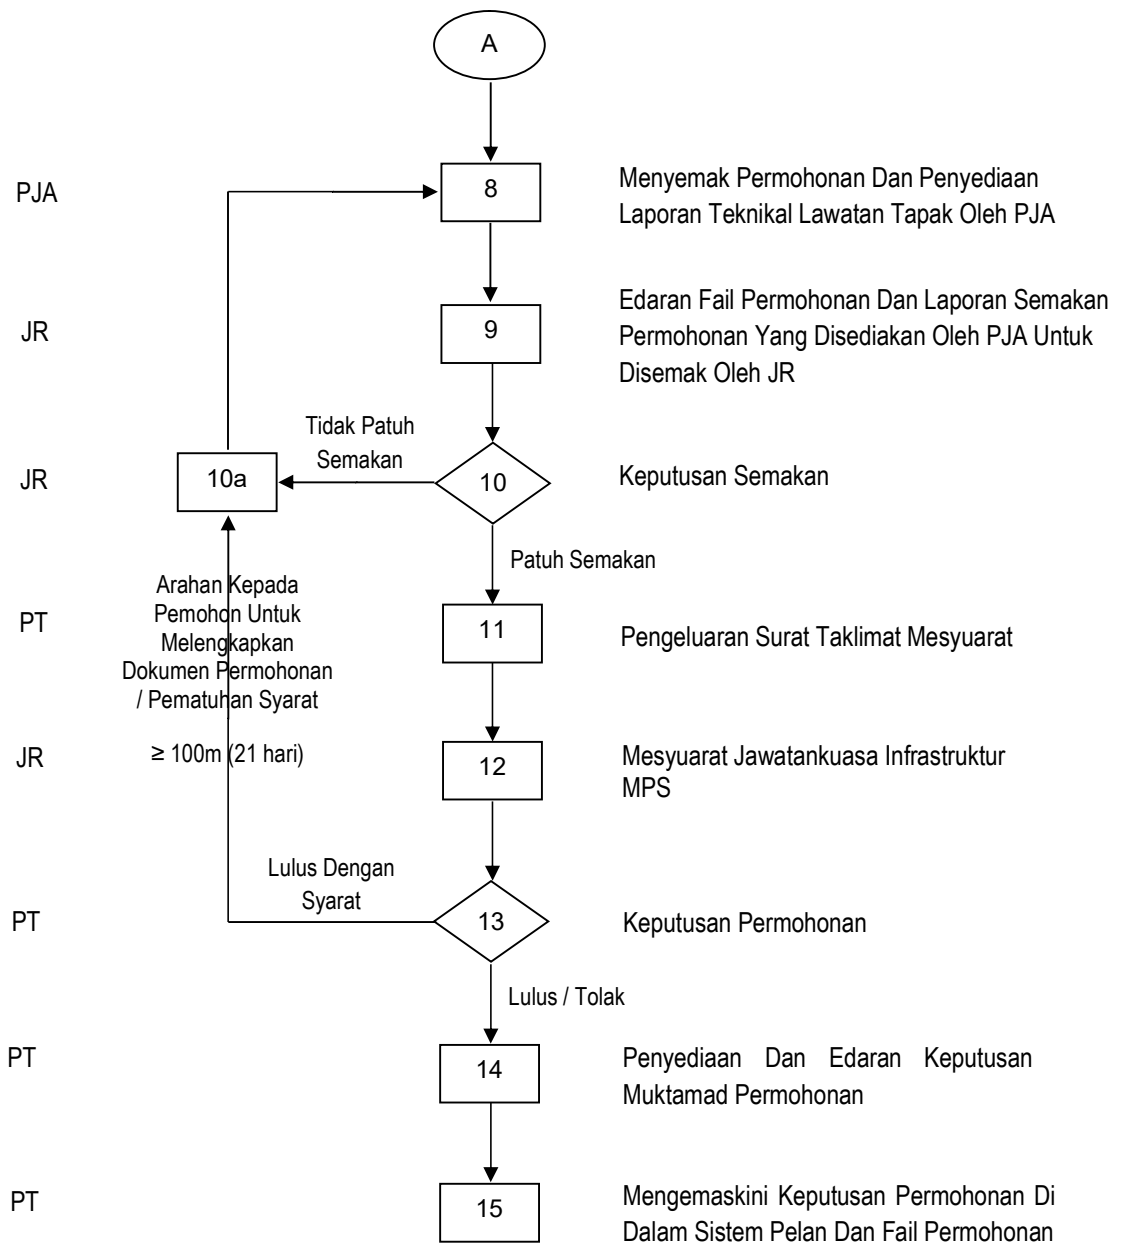 A
PJA
8
Menyemak Permohonan Dan Penyediaan
Laporan Teknikal Lawatan Tapak Oleh PJA
JR
9
Edaran Fail Permohonan Dan Laporan Semakan
Permohonan Yang Disediakan Oleh PJA Untuk
Disemak Oleh JR
Tidak Patuh
Semakan
JR
10a
10
Keputusan Semakan
Patuh Semakan
Arahan Kepada
Pemohon Untuk
Melengkapkan
Dokumen Permohonan
/ Pematuhan Syarat
≥ 100m (21 hari)
PT
11
Pengeluaran Surat Taklimat Mesyuarat
JR
12
Mesyuarat Jawatankuasa Infrastruktur
MPS
Lulus Dengan
Syarat
PT
13
Keputusan Permohonan
Lulus / Tolak
PT
14
Penyediaan Dan Edaran Keputusan
Muktamad Permohonan
PT
15
Mengemaskini Keputusan Permohonan Di
Dalam Sistem Pelan Dan Fail Permohonan